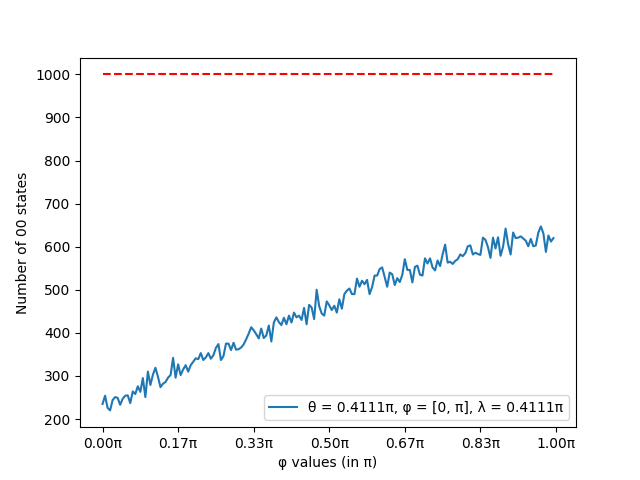 1000
900
800
700
600
500
400
300
200
Number of 00 states
θ = 0.4111π, φ = [0, π], λ = 0.4111π
0.00π 0.17π 0.33π 0.50π 0.67π 0.83π 1.00π
φ values (in π)